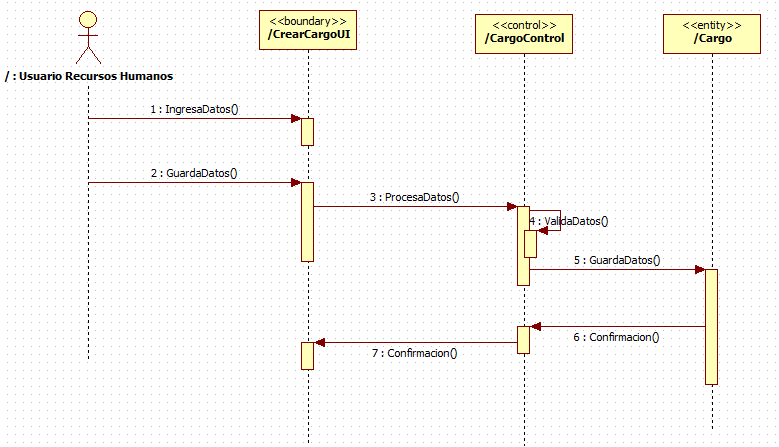 <<boundary>>
/CrearCargoUI
<<control>>
/CargoControl
<<entity>>
/Cargo
/ : Usuario Recursos Humanos
1 : IngresaDatos()
2 : GuardaDatos()
3 : ProcesaDatos()
4 : ValidaDatos()
5 : GuardaDatos()
6 : Confirmacion()
7 : Confirmacion()